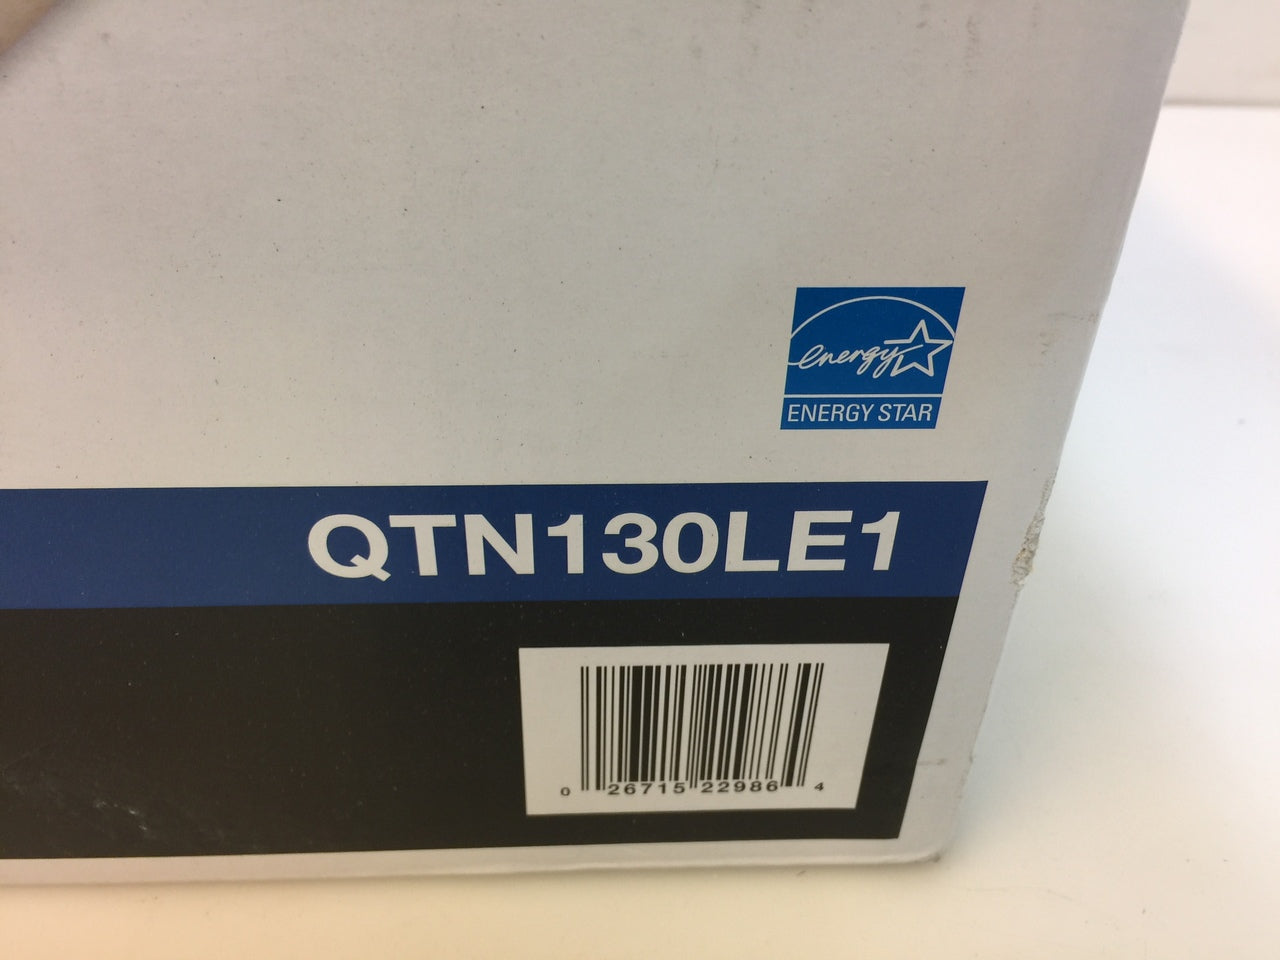 energy
ENERGY STAR
QTN130LE1
0 26715 22986 4